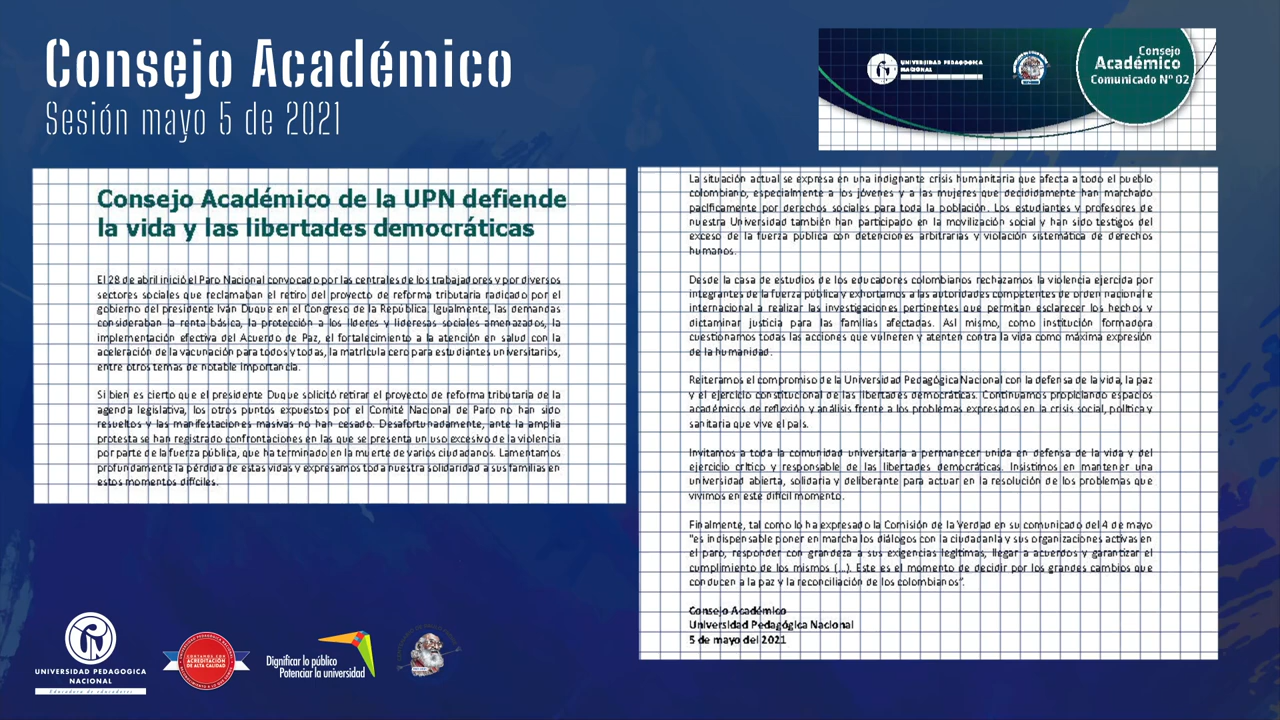 Consejo Académico
Sesión mayo 5 de 2021
UNIVERSIDAD PEDAGOGICA
NACIONAL
Consejo
Académico
Comunicado Nº 02
Consejo Académico de la UPN defiende
la vida y las libertades democráticas
El 28 de abril inició el Paro Nacional convocado por las centrales de los trabajadores y por diversos
sectores sociales que reclamaban el retiro del proyecto de reforma tributaria radicado por el
gobierno del presidente Iván Duque en el Congreso de la República. Igualmente, las demandas
consideraban la renta básica, la protección a los líderes y lideresas sociales amenazados, la
implementación efectiva del Acuerdo de Paz, el fortalecimiento a la atención en salud con la
aceleración de la vacunación para todos y todas, la matrícula cero para estudiantes universitarios,
entre otros temas de notable importancia.
Si bien es cierto que el presidente Duque solicitó retirar el proyecto de reforma tributaria de la
agenda legislativa, los otros puntos expuestos por el Comité Nacional de Paro no han sido
resueltos y las manifestaciones masivas no han cesado. Desafortunadamente, ante la amplia
protesta se han registrado confrontaciones en las que se presenta un uso excesivo de la violencia
por parte de la fuerza pública, que ha terminado en la muerte de varios ciudadanos. Lamentamos
profundamente la pérdida de estas vidas y expresamos toda nuestra solidaridad a sus familias en
estos momentos difíciles.
La situación actual se expresa en una indignante crisis humanitaria que afecta a todo el pueblo
colombiano, especialmente a los jóvenes y a las mujeres que decididamente han marchado
pacíficamente por derechos sociales para toda la población. Los estudiantes y profesores de
nuestra Universidad también han participado en la movilización social y han sido testigos del
exceso de la fuerza pública con detenciones arbitrarias y violación sistemática de derechos
humanos.
Desde la casa de estudios de los educadores colombianos rechazamos la violencia ejercida por
integrantes de la fuerza pública y exhortamos a las autoridades competentes de orden nacional e
internacional a realizar las investigaciones pertinentes que permitan esclarecer los hechos y
dictaminar justicia para las familias afectadas. Así mismo, como institución formadora
cuestionamos todas las acciones que vulneren y atenten contra la vida como máxima expresión
de la humanidad.
Reiteramos el compromiso de la Universidad Pedagógica Nacional con la defensa de la vida, la paz
y el ejercicio constitucional de las libertades democráticas. Continuamos propiciando espacios
académicos de reflexión y análisis frente a los problemas expresados en la crisis social, política y
sanitaria que vive el país.
Invitamos a toda la comunidad universitaria a permanecer unida en defensa de la vida y del
ejercicio crítico y responsable de las libertades democráticas. Insistimos en mantener una
universidad abierta, solidaria y deliberante para actuar en la resolución de los problemas que
vivimos en este difícil momento.
Finalmente, tal como lo ha expresado la Comisión de la Verdad en su comunicado del 4 de mayo
"es indispensable poner en marcha los diálogos con la ciudadanía y sus organizaciones activas en
el paro, responder con grandeza a sus exigencias legítimas, llegar a acuerdos y garantizar el
cumplimiento de los mismos (...). Este es el momento de decidir por los grandes cambios que
conducen a la paz y la reconciliación de los colombianos".
Consejo Académico
Universidad Pedagógica Nacional
5 de mayo del 2021
UNIVERSIDAD PEDAGOGICA
NACIONAL
Educadora de educadores
CONTAMOS CON
ACREDITACIÓN
DE ALTA CALIDAD
Dignificar lo público
Potenciar la universidad